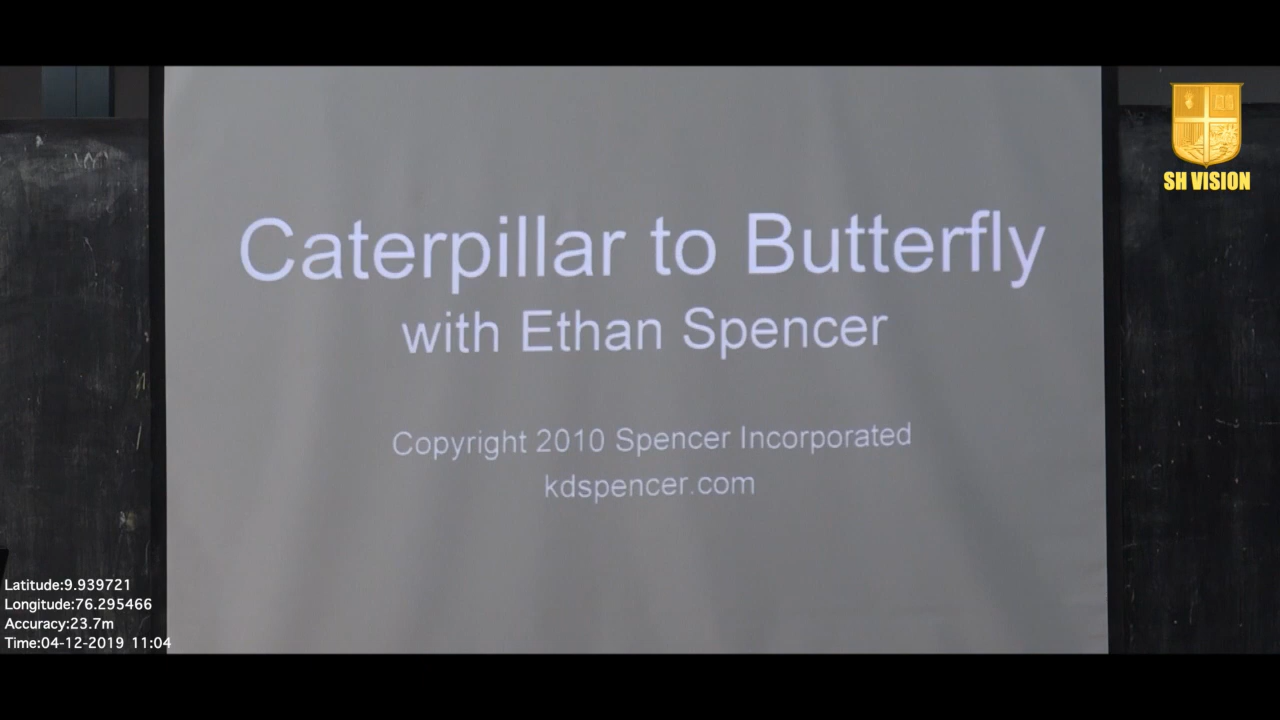 SH VISION
Caterpillar to Butterfly
with Ethan Spencer
Copyright 2010 Spencer Incorporated
kdspencer.com
Latitude:9.939721
Longitude:76.295466
Accuracy:23.7m
Time:04-12-2019 11:04